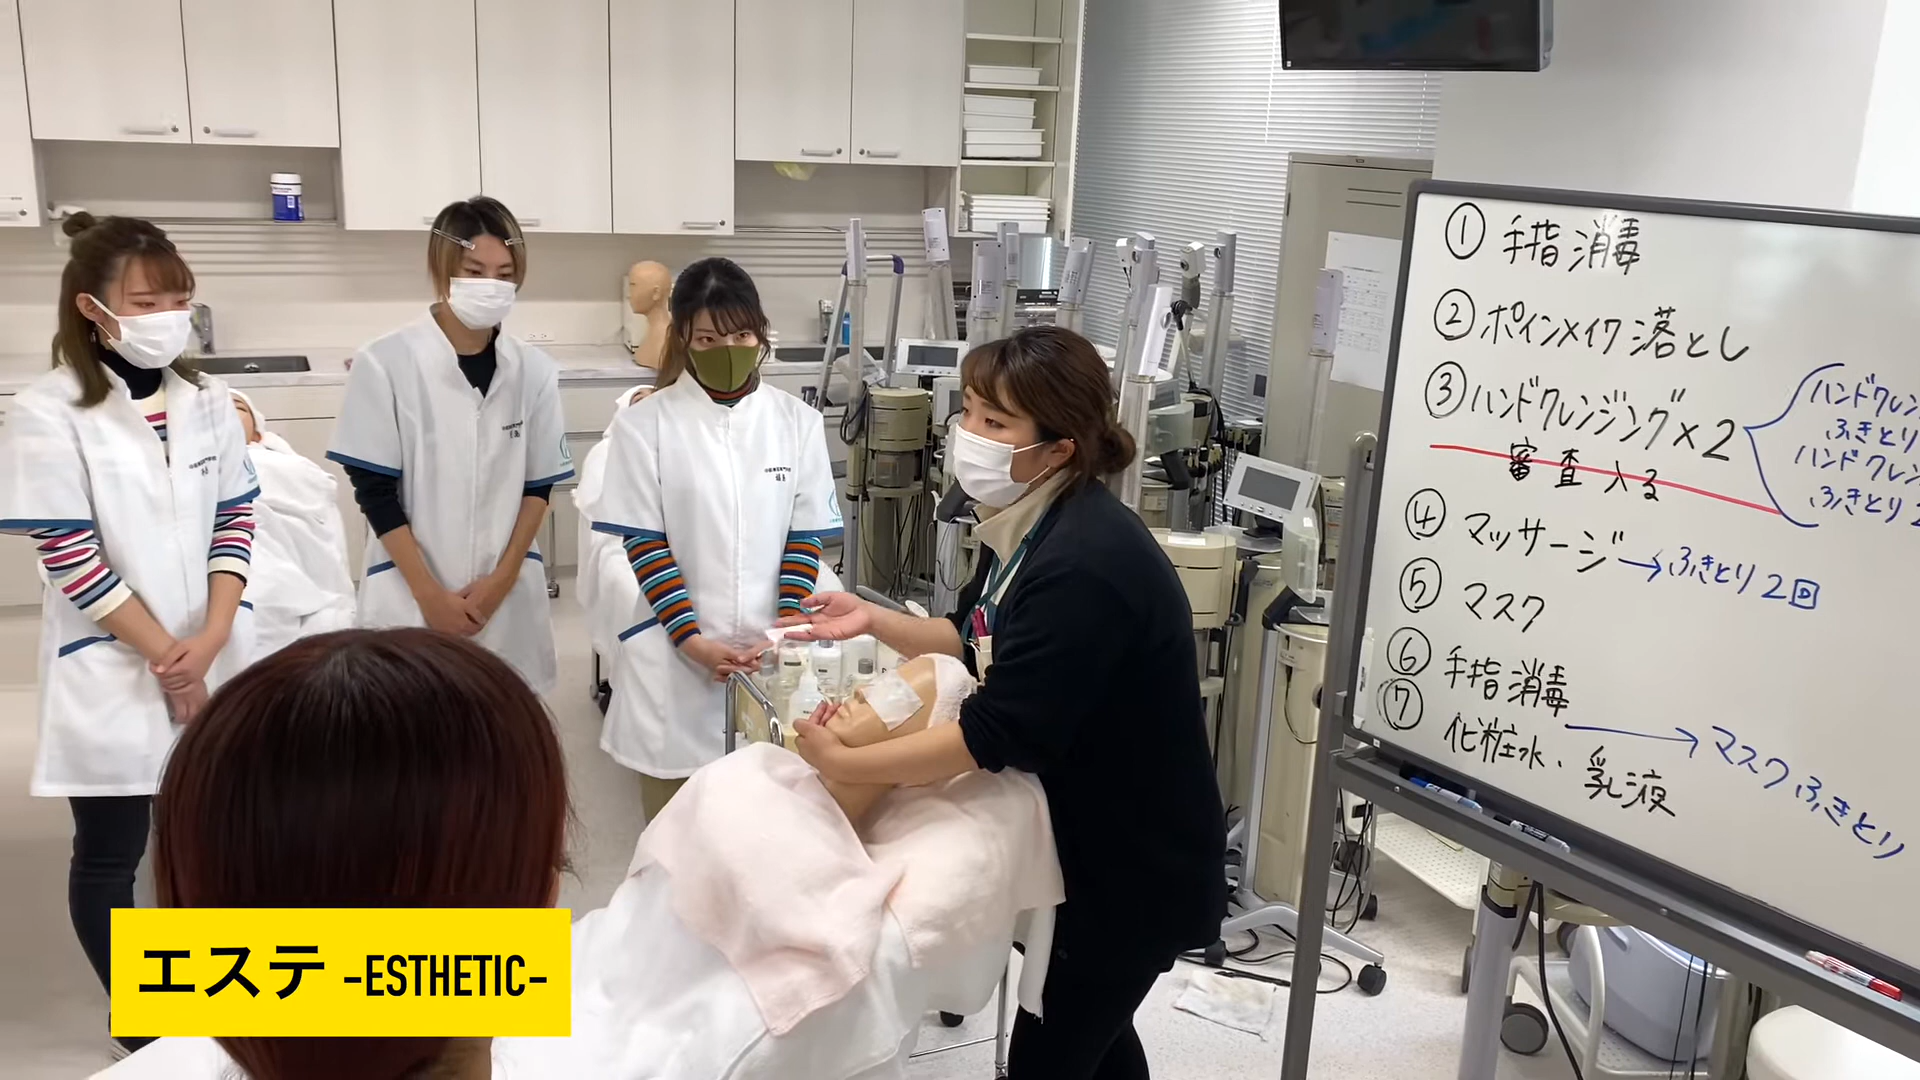 ① 手指消毒
② ポインメイク落とし
③ ハンドクレンジング×2
ハンドクレン
ふきとり
ハンドクレン
ふきとり
審査入る
④ マッサージ→ふきとり2回
⑤ マスク
⑥ 手指消毒
⑦ 化粧水、乳液
→マスクふきとり
エステ -ESTHETIC-